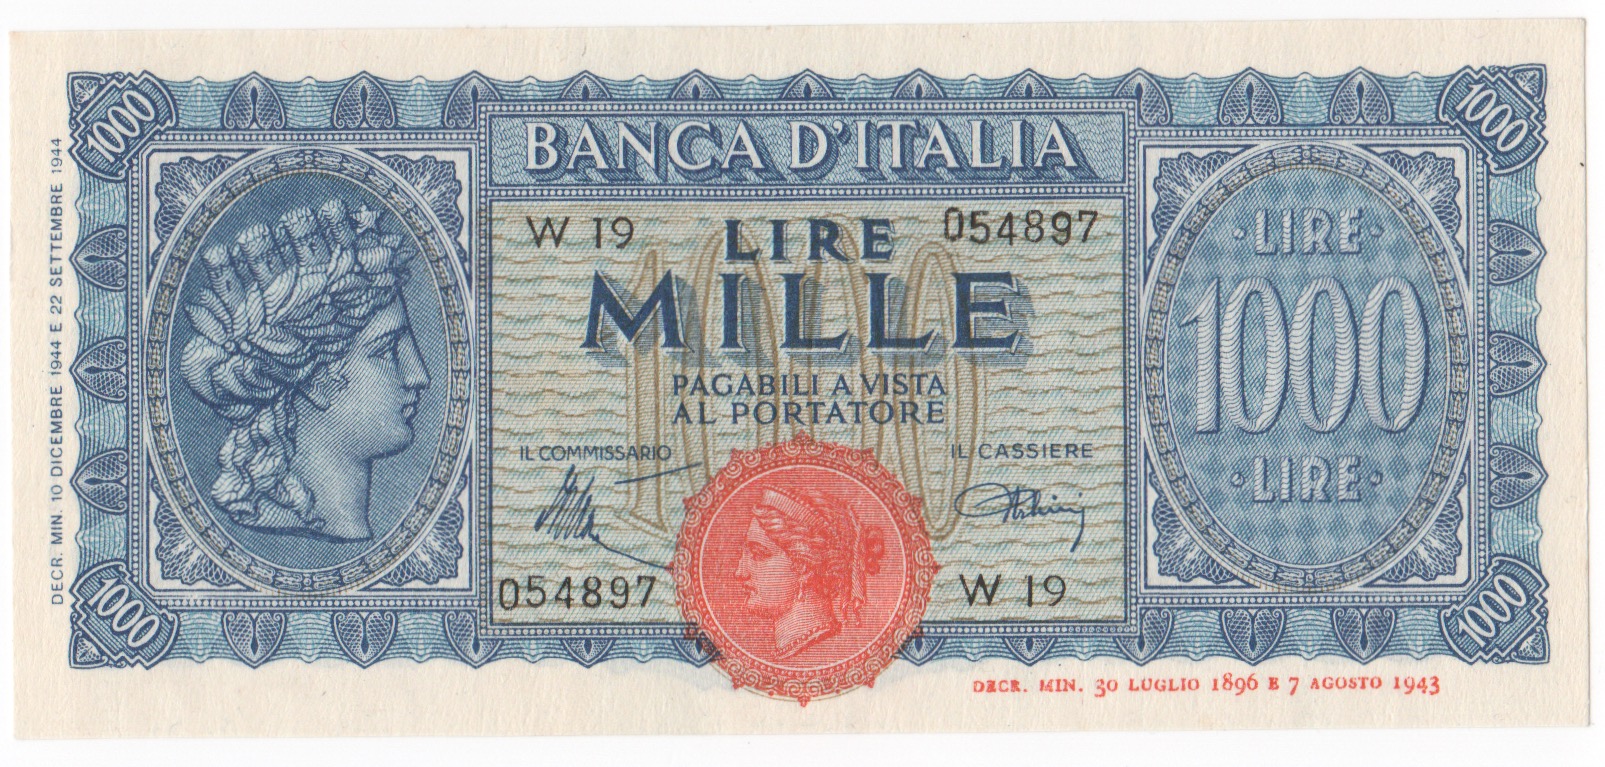 1000
1000
DECR. MIN. 10 DICEMBRE 1944 E 22 SETTEMBRE 1944
BANCA D'ITALIA
W 19
LIRE
054897
MILLE
1000
PAGABILI A VISTA
AL PORTATORE
IL COMMISSARIO
IL CASSIERE
054897
W 19
·LIRE·
1000
·LIRE·
1000
1000
DECR. MIN. 30 LUGLIO 1896 E 7 AGOSTO 1943